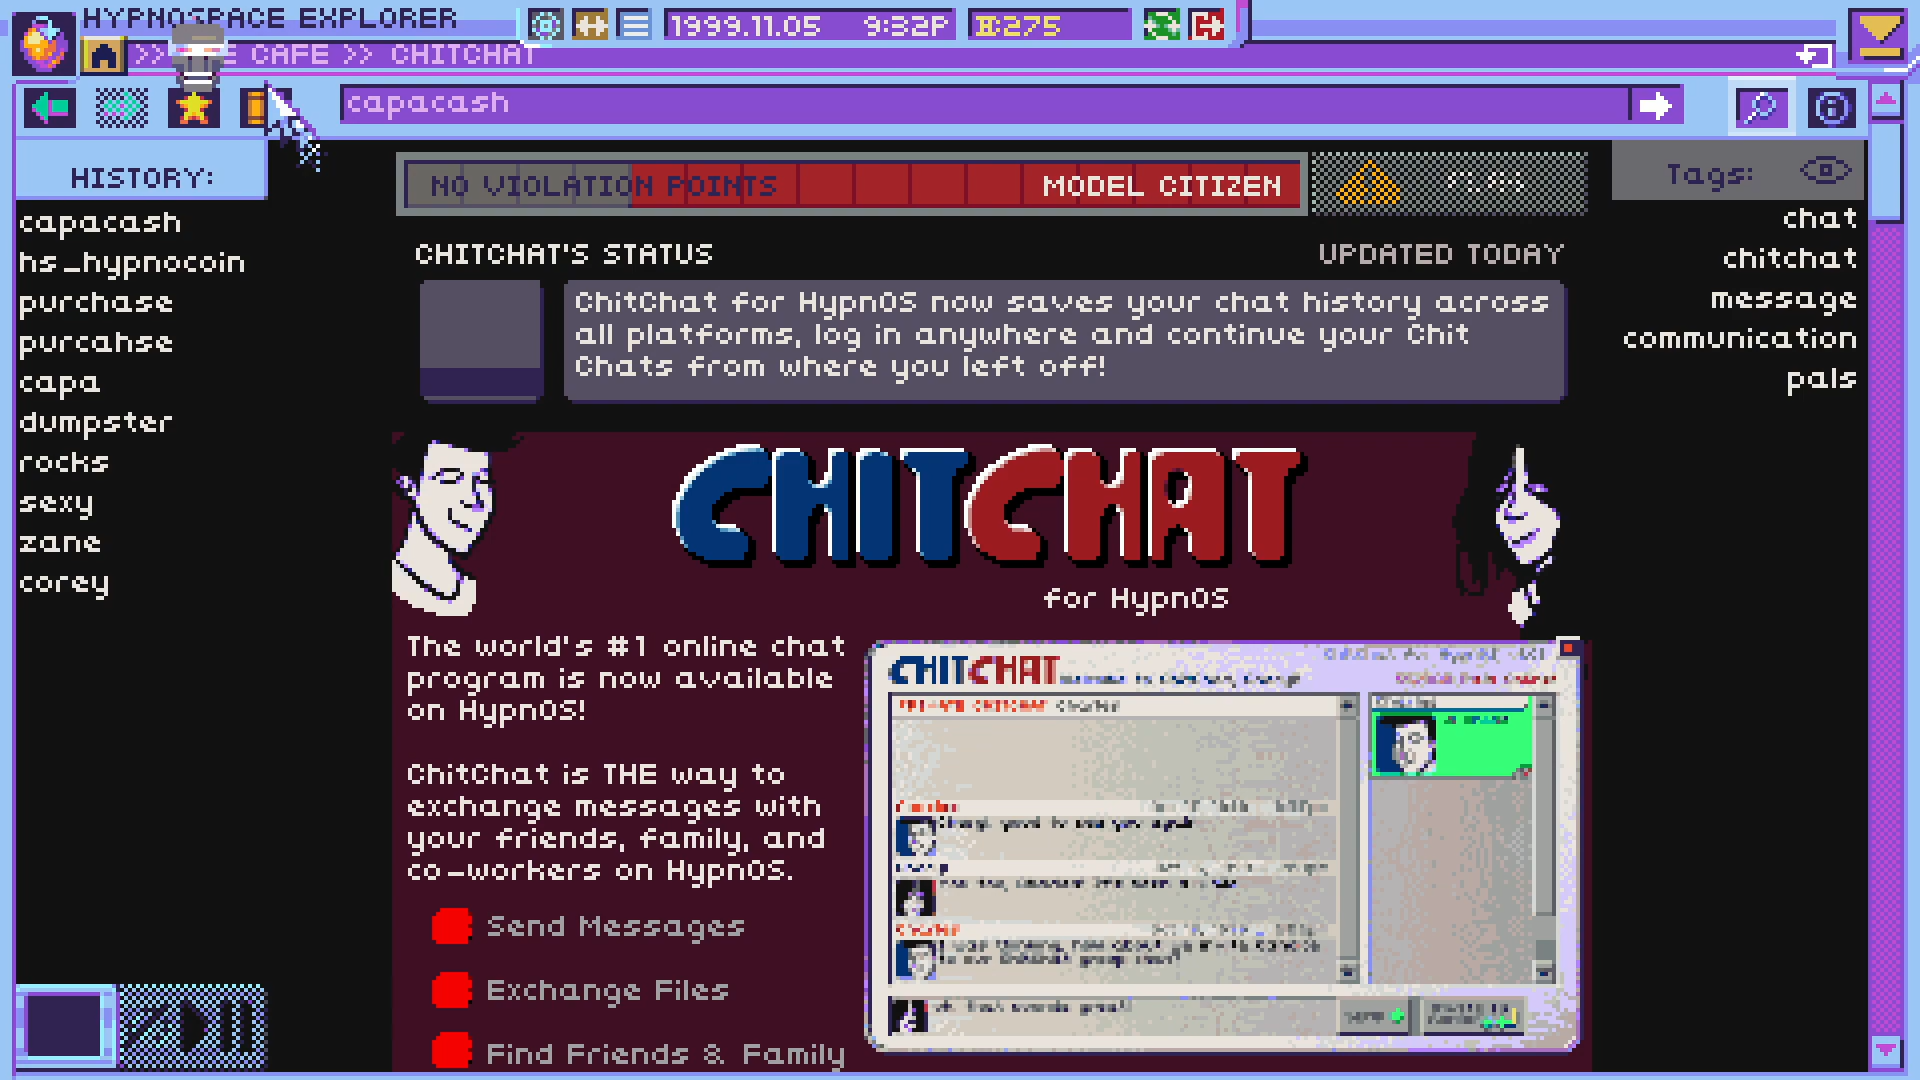 HYPNOSPACE EXPLORER
1999.11.05 9:32P
275
>> CAFE >> CHITCHAT
capacash
HISTORY:
capacash
hs_hypnocoin
purchase
purcahse
capa
dumpster
rocks
sexy
zane
corey
NO VIOLATION POINTS
MODEL CITIZEN
Tags:
chat
chitchat
message
communication
pals
CHITCHAT'S STATUS
UPDATED TODAY
ChitChat for HypnOS now saves your chat history across
all platforms, log in anywhere and continue your Chit
Chats from where you left off!
CHITCHAT
for HypnOS
The world's #1 online chat
program is now available
on HypnOS!
ChitChat is THE way to
exchange messages with
your friends, family, and
co-workers on HypnOS.
Send Messages
Exchange Files
Find Friends & Family
CHITCHAT